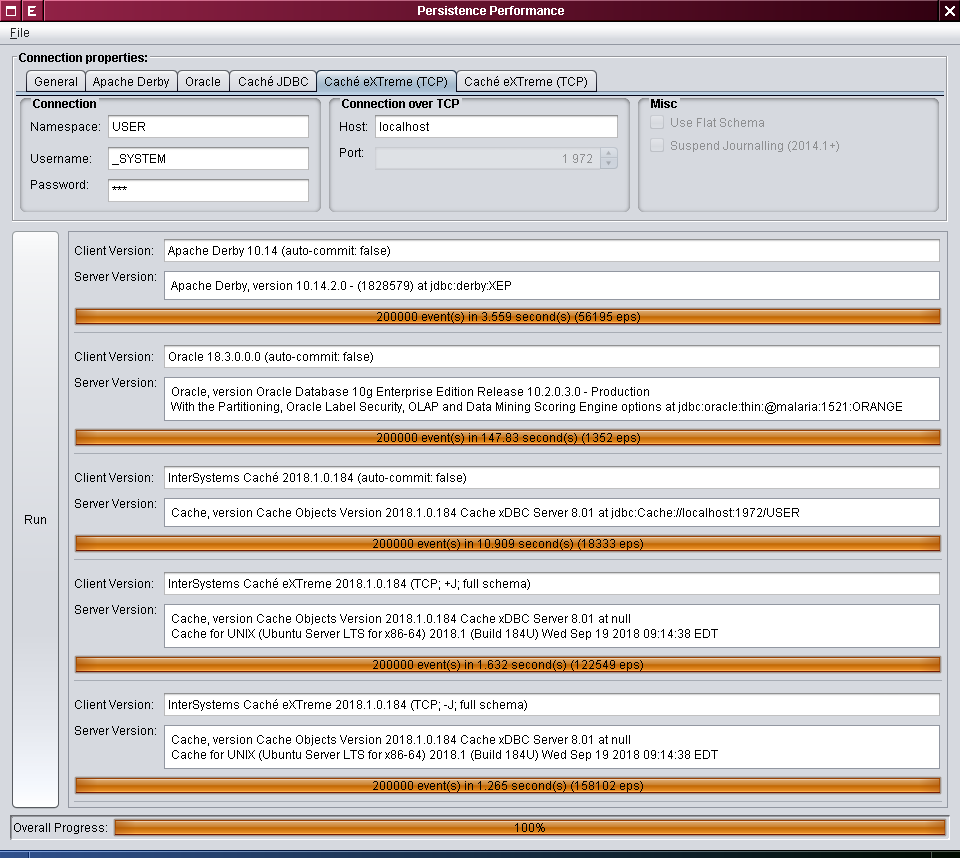 E Persistence Performance
File
Connection properties:
General Apache Derby Oracle Caché JDBC Caché eXTreme (TCP) Caché eXTreme (TCP)
Connection Connection over TCP Misc
Namespace: USER Host: localhost Use Flat Schema
Username: _SYSTEM Port: 1 972 Suspend Journalling (2014.1+)
Password: ***
Client Version: Apache Derby 10.14 (auto-commit: false)
Server Version: Apache Derby, version 10.14.2.0 - (1828579) at jdbc:derby:XEP
200000 event(s) in 3.559 second(s) (56195 eps)
Client Version: Oracle 18.3.0.0.0 (auto-commit: false)
Server Version: Oracle, version Oracle Database 10g Enterprise Edition Release 10.2.0.3.0 - Production
With the Partitioning, Oracle Label Security, OLAP and Data Mining Scoring Engine options at jdbc:oracle:thin:@malaria:1521:ORANGE
200000 event(s) in 147.83 second(s) (1352 eps)
Client Version: InterSystems Caché 2018.1.0.184 (auto-commit: false)
Server Version: Cache, version Cache Objects Version 2018.1.0.184 Cache xDBC Server 8.01 at jdbc:Cache://localhost:1972/USER
Run
200000 event(s) in 10.909 second(s) (18333 eps)
Client Version: InterSystems Caché eXTreme 2018.1.0.184 (TCP; +J; full schema)
Server Version: Cache, version Cache Objects Version 2018.1.0.184 Cache xDBC Server 8.01 at null
Cache for UNIX (Ubuntu Server LTS for x86-64) 2018.1 (Build 184U) Wed Sep 19 2018 09:14:38 EDT
200000 event(s) in 1.632 second(s) (122549 eps)
Client Version: InterSystems Caché eXTreme 2018.1.0.184 (TCP; -J; full schema)
Server Version: Cache, version Cache Objects Version 2018.1.0.184 Cache xDBC Server 8.01 at null
Cache for UNIX (Ubuntu Server LTS for x86-64) 2018.1 (Build 184U) Wed Sep 19 2018 09:14:38 EDT
200000 event(s) in 1.265 second(s) (158102 eps)
Overall Progress: 100%